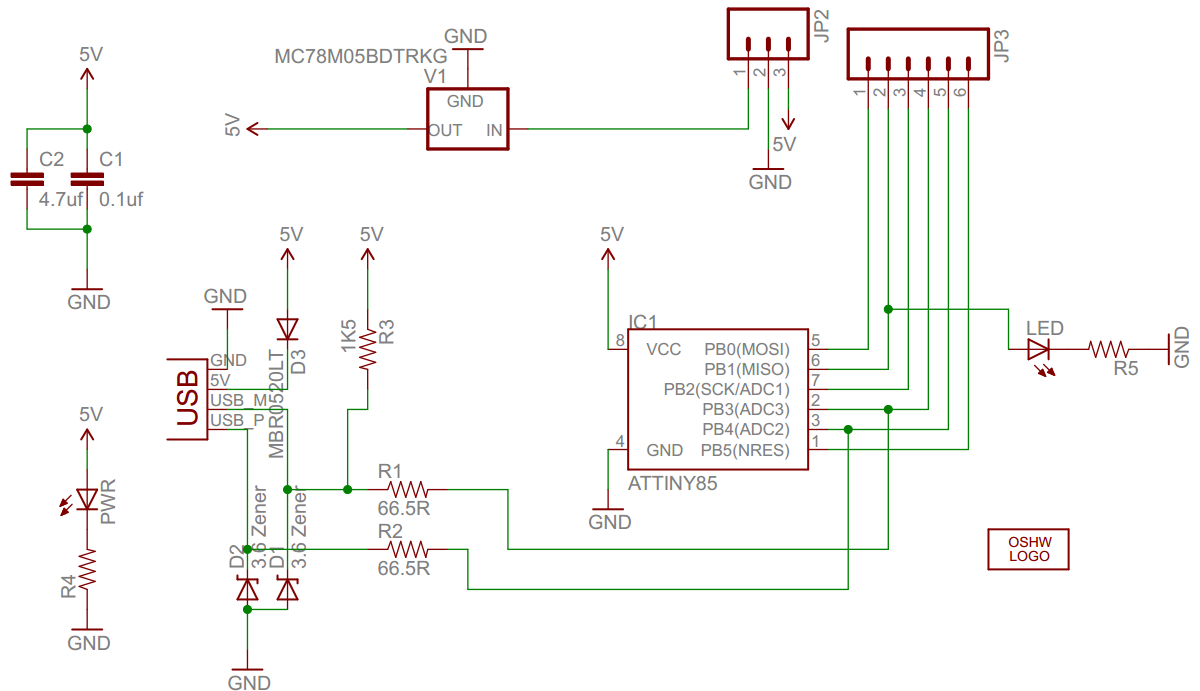 JP2
1
2
3
5V
GND
JP3
1
2
3
4
5
6
GND
MC78M05BDTRKG
V1
GND
OUT
IN
5V
5V
C2
4.7uf
C1
0.1uf
GND
5V
5V
1K5
R3
GND
D3
MBR0520LT
USB
GND
5V
USB_M
USB_P
5V
PWR
R4
GND
D2
3.6 Zener
D1
3.6 Zener
GND
R1
66.5R
R2
66.5R
5V
IC1
8
VCC
4
GND
PB0(MOSI)
5
PB1(MISO)
6
PB2(SCK/ADC1)
7
PB3(ADC3)
2
PB4(ADC2)
3
PB5(NRES)
1
ATTINY85
GND
LED
R5
GND
OSHW
LOGO